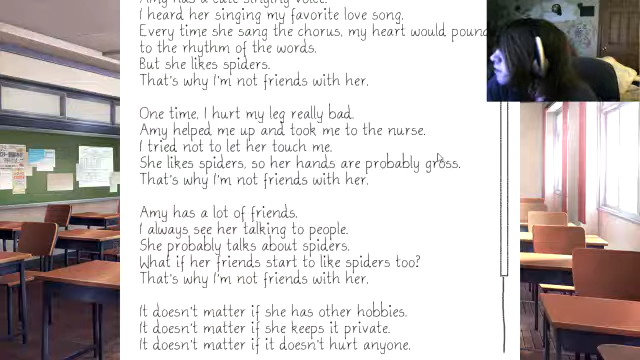 Amy has a cute singing voice.
I heard her singing my favorite love song.
Every time she sang the chorus, my heart would pound
to the rhythm of the words.
But she likes spiders.
That's why I'm not friends with her.
One time, I hurt my leg really bad.
Amy helped me up and took me to the nurse.
I tried not to let her touch me.
She likes spiders, so her hands are probably gross.
That's why I'm not friends with her.
Amy has a lot of friends.
I always see her talking to people.
She probably talks about spiders.
What if her friends start to like spiders too?
That's why I'm not friends with her.
It doesn't matter if she has other hobbies.
It doesn't matter if she keeps it private.
It doesn't matter if it doesn't hurt anyone.